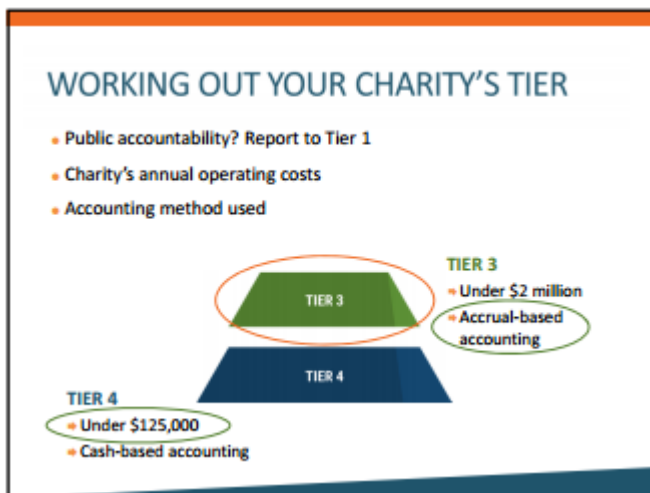 WORKING OUT YOUR CHARITY'S TIER
Public accountability? Report to Tier 1
Charity's annual operating costs
Accounting method used
TIER 3
TIER 3
Under $2 million
Accrual-based
accounting
TIER 4
TIER 4
Under $125,000
Cash-based accounting